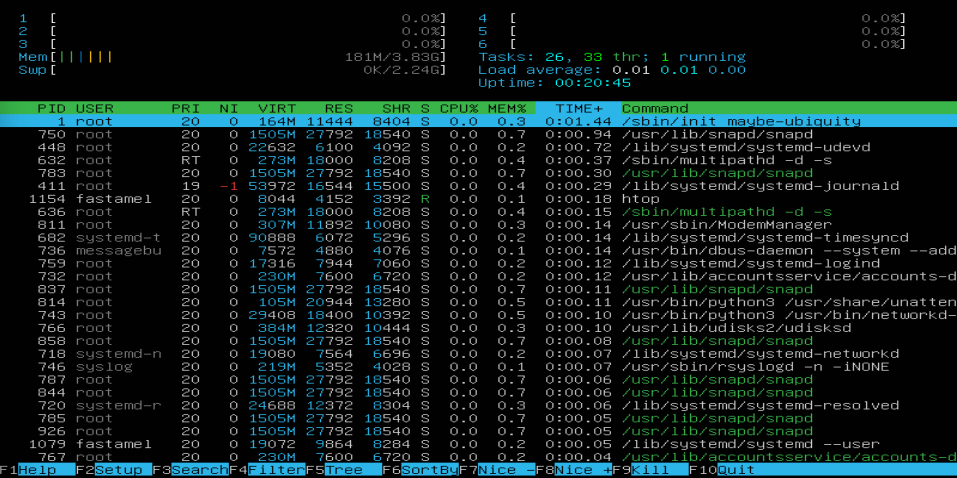 1 [ 0.0%] 4 [ 0.0%]
2 [ 0.0%] 5 [ 0.0%]
3 [ 0.0%] 6 [ 0.0%]
Mem[|||||| 181M/3.83G] Tasks: 26, 33 thr; 1 running
Swp[ 0K/2.24G] Load average: 0.01 0.01 0.00
Uptime: 00:20:45
PID USER PRI NI VIRT RES SHR S CPU% MEM% TIME+ Command
1 root 20 0 164M 11444 8404 S 0.0 0.3 0:01.44 /sbin/init maybe-ubiquity
750 root 20 0 1505M 27792 18540 S 0.0 0.7 0:00.94 /usr/lib/snapd/snapd
448 root 20 0 22632 6100 4092 S 0.0 0.2 0:00.72 /lib/systemd/systemd-udevd
632 root RT 0 273M 18000 8208 S 0.0 0.4 0:00.37 /sbin/multipathd -d -s
783 root 20 0 1505M 27792 18540 S 0.0 0.7 0:00.30 /usr/lib/snapd/snapd
411 root 19 -1 53972 16544 15500 S 0.0 0.4 0:00.29 /lib/systemd/systemd-journald
1154 fastamel 20 0 8044 4152 3392 R 0.0 0.1 0:00.18 htop
636 root RT 0 273M 18000 8208 S 0.0 0.4 0:00.15 /sbin/multipathd -d -s
811 root 20 0 307M 11892 10080 S 0.0 0.3 0:00.14 /usr/sbin/ModemManager
682 systemd-t 20 0 90888 6072 5296 S 0.0 0.2 0:00.14 /lib/systemd/systemd-timesyncd
736 messagebu 20 0 7572 4880 4076 S 0.0 0.1 0:00.14 /usr/bin/dbus-daemon --system --add
759 root 20 0 17316 7944 7060 S 0.0 0.2 0:00.12 /lib/systemd/systemd-logind
732 root 20 0 230M 7600 6720 S 0.0 0.2 0:00.12 /usr/lib/accountsservice/accounts-d
837 root 20 0 1505M 27792 18540 S 0.0 0.7 0:00.11 /usr/lib/snapd/snapd
814 root 20 0 105M 20944 13280 S 0.0 0.5 0:00.11 /usr/bin/python3 /usr/share/unatten
743 root 20 0 29408 18400 10392 S 0.0 0.5 0:00.10 /usr/bin/python3 /usr/bin/networkd-
766 root 20 0 384M 12320 10444 S 0.0 0.3 0:00.10 /usr/lib/udisks2/udisksd
858 root 20 0 1505M 27792 18540 S 0.0 0.7 0:00.08 /usr/lib/snapd/snapd
718 systemd-n 20 0 19080 7564 6696 S 0.0 0.2 0:00.07 /lib/systemd/systemd-networkd
746 syslog 20 0 219M 5352 4028 S 0.0 0.1 0:00.07 /usr/sbin/rsyslogd -n -iNONE
787 root 20 0 1505M 27792 18540 S 0.0 0.7 0:00.06 /usr/lib/snapd/snapd
844 root 20 0 1505M 27792 18540 S 0.0 0.7 0:00.06 /usr/lib/snapd/snapd
720 systemd-r 20 0 24688 12372 8304 S 0.0 0.3 0:00.06 /lib/systemd/systemd-resolved
785 root 20 0 1505M 27792 18540 S 0.0 0.7 0:00.05 /usr/lib/snapd/snapd
926 root 20 0 1505M 27792 18540 S 0.0 0.7 0:00.05 /usr/lib/snapd/snapd
1079 fastamel 20 0 19072 9864 8284 S 0.0 0.2 0:00.05 /lib/systemd/systemd --user
767 root 20 0 230M 7600 6720 S 0.0 0.2 0:00.04 /usr/lib/accountsservice/accounts-d
F1Help F2Setup F3SearchF4FilterF5Tree F6SortByF7Nice -F8Nice +F9Kill F10Quit